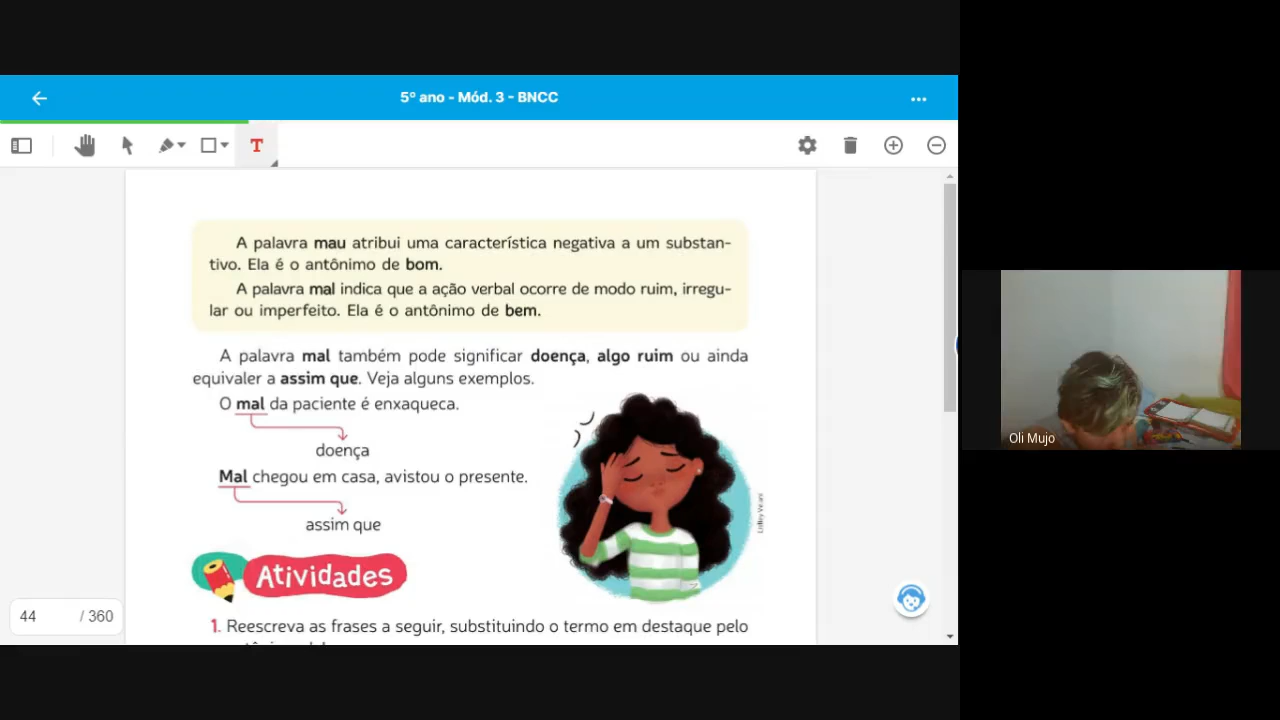 5º ano - Mód. 3 - BNCC
T
A palavra mau atribui uma característica negativa a um substan-
tivo. Ela é o antônimo de bom.
A palavra mal indica que a ação verbal ocorre de modo ruim, irregu-
lar ou imperfeito. Ela é o antônimo de bem.
A palavra mal também pode significar doença, algo ruim ou ainda
equivaler a assim que. Veja alguns exemplos.
O mal da paciente é enxaqueca.
doença
Mal chegou em casa, avistou o presente.
assim que
Atividades
44 / 360
1. Reescreva as frases a seguir, substituindo o termo em destaque pelo
Oli Mujo